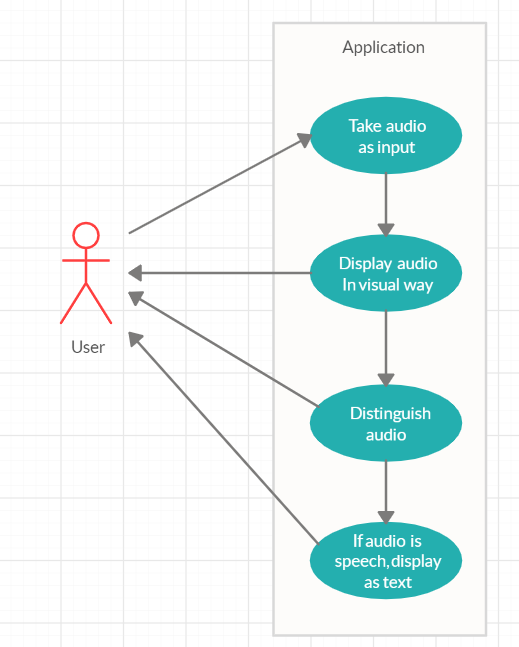 Application
Take audio
as input
Display audio
In visual way
User
Distinguish
audio
If audio is
speech, display
as text